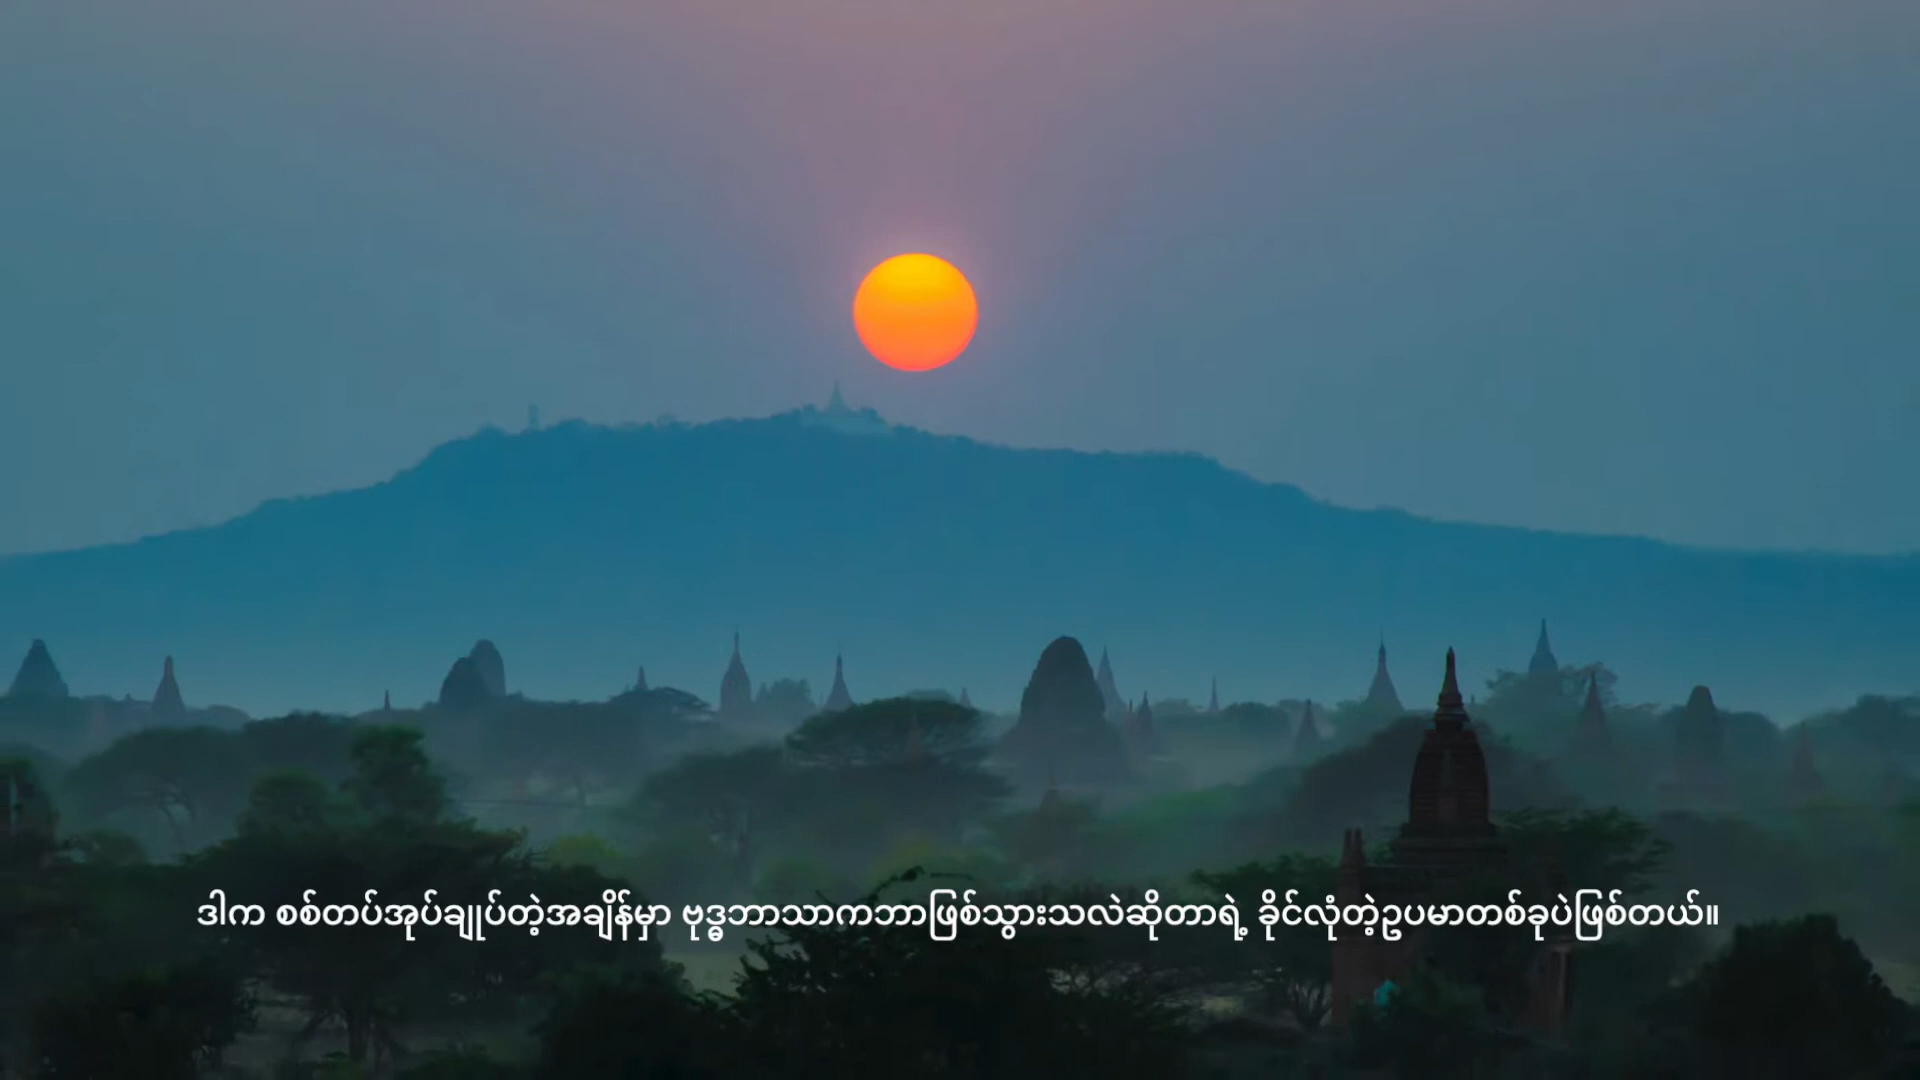 ဒါက စစ်တပ်အုပ်ချုပ်တဲ့အချိန်မှာ ဗုဒ္ဓဘာသာကဘာဖြစ်သွားသလဲဆိုတာရဲ့ ခိုင်လုံတဲ့ဥပမာတစ်ခုပဲဖြစ်တယ်။